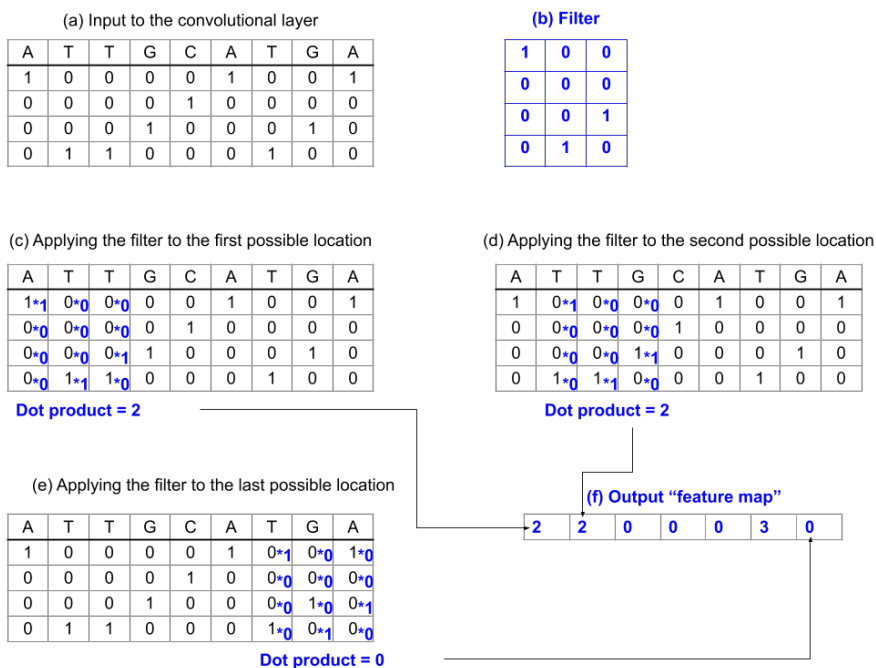 (a) Input to the convolutional layer
A T T G C A T G A
1 0 0 0 0 1 0 0 1
0 0 0 0 1 0 0 0 0
0 0 0 1 0 0 0 1 0
0 1 1 0 0 0 1 0 0
(b) Filter
1 0 0
0 0 0
0 0 1
0 1 0
(c) Applying the filter to the first possible location
A T T G C A T G A
1*1 0*0 0*0 0 0 1 0 0 1
0*0 0*0 0*0 0 1 0 0 0 0
0*0 0*0 0*1 1 0 0 0 1 0
0*0 1*1 1*0 0 0 0 1 0 0
Dot product = 2
(d) Applying the filter to the second possible location
A T T G C A T G A
1 0*1 0*0 0*0 0 1 0 0 1
0 0*0 0*0 0*0 1 0 0 0 0
0 0*0 0*0 1*1 0 0 0 1 0
0 1*0 1*1 0*0 0 0 1 0 0
Dot product = 2
(e) Applying the filter to the last possible location
A T T G C A T G A
1 0 0 0 0 1 0*1 0*0 1*0
0 0 0 0 1 0 0*0 0*0 0*0
0 0 0 1 0 0 0*0 1*0 0*1
0 1 1 0 0 0 1*0 0*1 0*0
Dot product = 0
(f) Output “feature map”
2 2 0 0 0 3 0